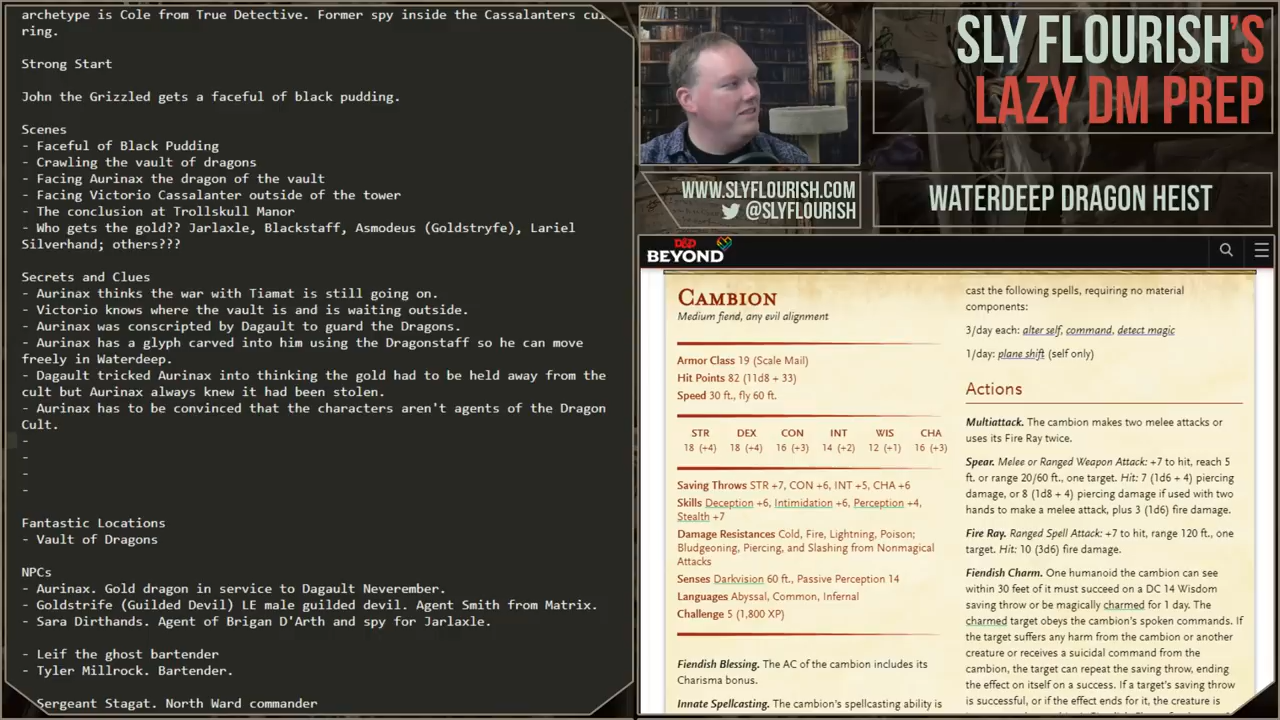 archetype is Cole from True Detective. Former spy inside the Cassalanters cul
ring.
Strong Start
John the Grizzled gets a faceful of black pudding.
Scenes
- Faceful of Black Pudding
- Crawling the vault of dragons
- Facing Aurinax the dragon of the vault
- Facing Victorio Cassalanter outside of the tower
- The conclusion at Trollskull Manor
- Who gets the gold?? Jarlaxle, Blackstaff, Asmodeus (Goldstryfe), Lariel
Silverhand; others???
Secrets and Clues
- Aurinax thinks the war with Tiamat is still going on.
- Victorio knows where the vault is and is waiting outside.
- Aurinax was conscripted by Dagault to guard the Dragons.
- Aurinax has a glyph carved into him using the Dragonstaff so he can move
freely in Waterdeep.
- Dagault tricked Aurinax into thinking the gold had to be held away from the
cult but Aurinax always knew it had been stolen.
- Aurinax has to be convinced that the characters aren't agents of the Dragon
Cult.
-
-
-
-
Fantastic Locations
- Vault of Dragons
NPCs
- Aurinax. Gold dragon in service to Dagault Neverember.
- Goldstrife (Guilded Devil) LE male guilded devil. Agent Smith from Matrix.
- Sara Dirthands. Agent of Brigan D'Arth and spy for Jarlaxle.
- Leif the ghost bartender
- Tyler Millrock. Bartender.
Sergeant Stagat. North Ward commander
SLY FLOURISH'S
LAZY DM PREP
WWW.SLYFLOURISH.COM
@SLYFLOURISH
WATERDEEP DRAGON HEIST
D&D
BEYOND
CAMBION
Medium fiend, any evil alignment
Armor Class 19 (Scale Mail)
Hit Points 82 (11d8 + 33)
Speed 30 ft., fly 60 ft.
STR DEX CON INT WIS CHA
18 (+4) 18 (+4) 16 (+3) 14 (+2) 12 (+1) 16 (+3)
Saving Throws STR +7, CON +6, INT +5, CHA +6
Skills Deception +6, Intimidation +6, Perception +4,
Stealth +7
Damage Resistances Cold, Fire, Lightning, Poison;
Bludgeoning, Piercing, and Slashing from Nonmagical
Attacks
Senses Darkvision 60 ft., Passive Perception 14
Languages Abyssal, Common, Infernal
Challenge 5 (1,800 XP)
Fiendish Blessing. The AC of the cambion includes its
Charisma bonus.
Innate Spellcasting. The cambion's spellcasting ability is
cast the following spells, requiring no material
components:
3/day each: alter self, command, detect magic
1/day: plane shift (self only)
Actions
Multiattack. The cambion makes two melee attacks or
uses its Fire Ray twice.
Spear. Melee or Ranged Weapon Attack: +7 to hit, reach 5
ft. or range 20/60 ft., one target. Hit: 7 (1d6 + 4) piercing
damage, or 8 (1d8 + 4) piercing damage if used with two
hands to make a melee attack, plus 3 (1d6) fire damage.
Fire Ray. Ranged Spell Attack: +7 to hit, range 120 ft., one
target. Hit: 10 (3d6) fire damage.
Fiendish Charm. One humanoid the cambion can see
within 30 feet of it must succeed on a DC 14 Wisdom
saving throw or be magically charmed for 1 day. The
charmed target obeys the cambion's spoken commands. If
the target suffers any harm from the cambion or another
creature or receives a suicidal command from the
cambion, the target can repeat the saving throw, ending
the effect on itself on a success. If a target's saving throw
is successful, or if the effect ends for it, the creature is